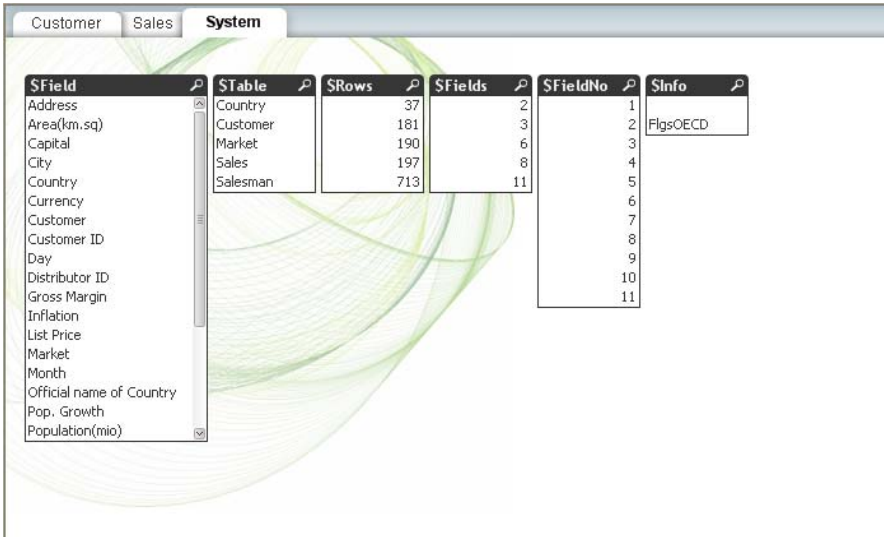 Customer Sales System
$Field $Table $Rows $Fields $FieldNo $Info
Address Country 37 2 1
Area(km.sq) Customer 181 3 2 FlgsOECD
Capital Market 190 6 3
City Sales 197 8 4
Country Salesman 713 11 5
Currency 6
Customer 7
Customer ID 8
Day 9
Distributor ID 10
Gross Margin 11
Inflation
List Price
Market
Month
Official name of Country
Pop. Growth
Population(mio)